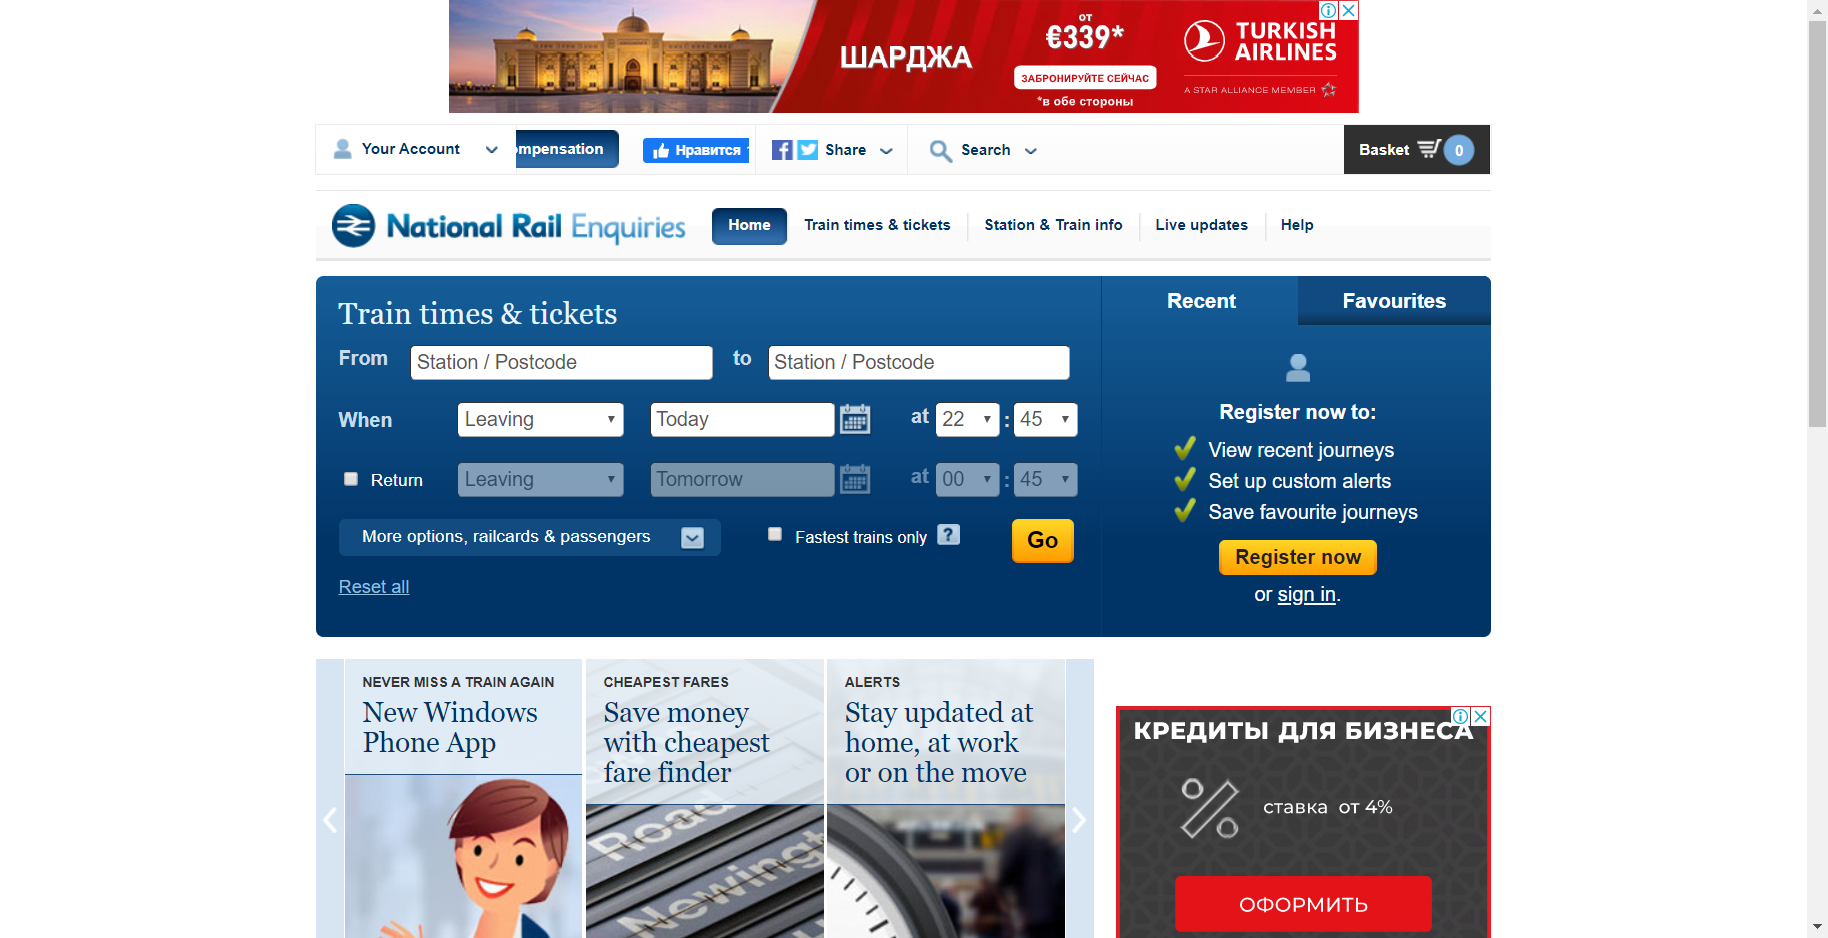 ШАРДЖА
от
€339*
ЗАБРОНИРУЙТЕ СЕЙЧАС
*в обе стороны
TURKISH
AIRLINES
A STAR ALLIANCE MEMBER
Your Account
mpensation
Нравится
Share
Search
Basket
0
National Rail Enquiries
Home
Train times & tickets
Station & Train info
Live updates
Help
Train times & tickets
From
Station / Postcode
to
Station / Postcode
When
Leaving
Today
at
22
:
45
Return
Leaving
Tomorrow
at
00
:
45
More options, railcards & passengers
Fastest trains only
?
Go
Reset all
Recent
Favourites
Register now to:
View recent journeys
Set up custom alerts
Save favourite journeys
Register now
or sign in.
NEVER MISS A TRAIN AGAIN
New Windows
Phone App
CHEAPEST FARES
Save money
with cheapest
fare finder
Road
Newingt
ALERTS
Stay updated at
home, at work
or on the move
КРЕДИТЫ ДЛЯ БИЗНЕСА
ставка от 4%
ОФОРМИТЬ